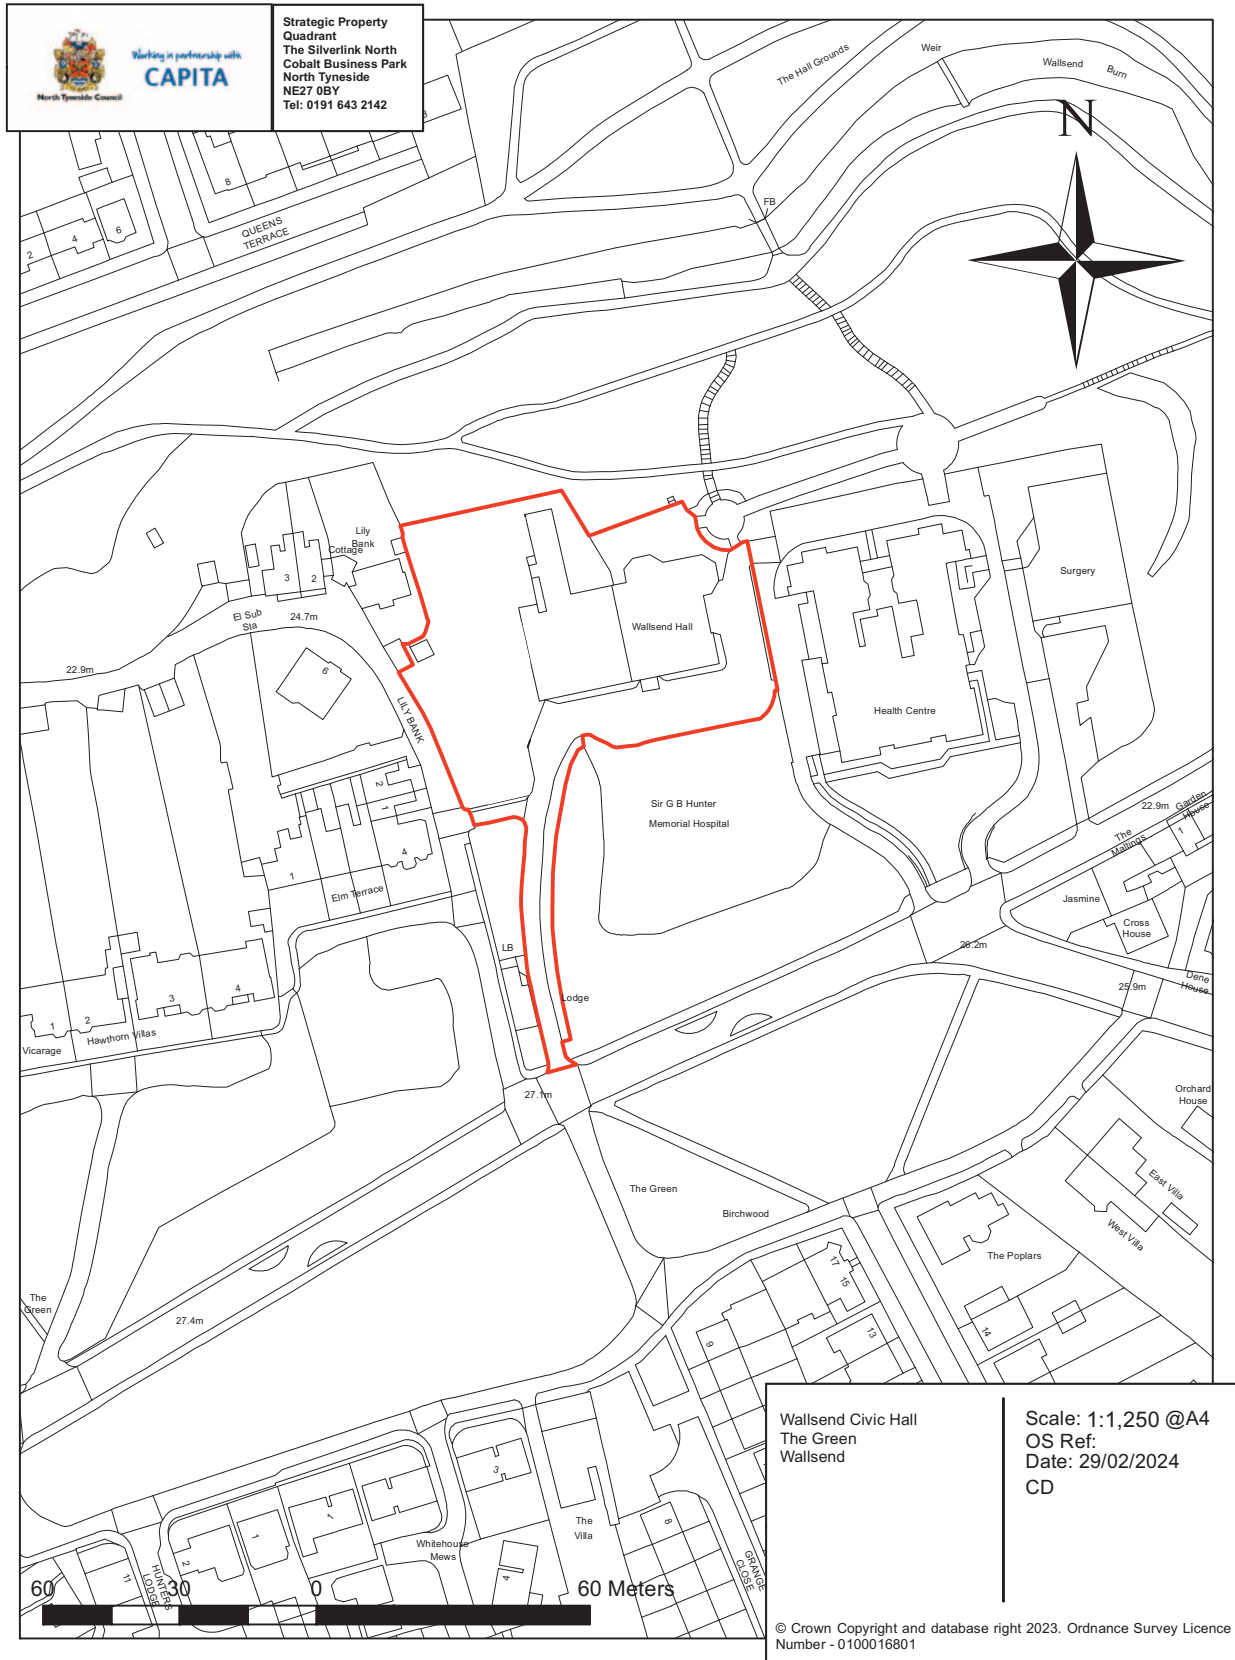 North Tyneside Council
Working in partnership with
CAPITA
Strategic Property
Quadrant
The Silverlink North
Cobalt Business Park
North Tyneside
NE27 0BY
Tel: 0191 643 2142
The Hall Grounds
Weir
Wallsend Burn
N
8
8
QUEENS
TERRACE
2
4
6
FB
Lily
Bank
Cottage
3
2
El Sub
Sta
24.7m
22.9m
6
LILY BANK
Wallsend Hall
Surgery
Health Centre
Sir G B Hunter
Memorial Hospital
2
1
4
1
Elm Terrace
22.9m
Garden
House
The
Maltings
1
Jasmine
Cross
House
26.2m
Dene
House
25.9m
LB
Lodge
3
4
1
2
Hawthorn Villas
Vicarage
27.1m
Orchard
House
East Villa
West Villa
The Green
Birchwood
The Poplars
The
Green
27.4m
17
15
13
9
14
3
1
1
2
11
HUNTERS
LODGE
Whitehouse
Mews
4
The
Villa
8
GRANGE
CLOSE
60
30
0
60 Meters
Wallsend Civic Hall
The Green
Wallsend
Scale: 1:1,250 @A4
OS Ref:
Date: 29/02/2024
CD
© Crown Copyright and database right 2023. Ordnance Survey Licence
Number - 0100016801